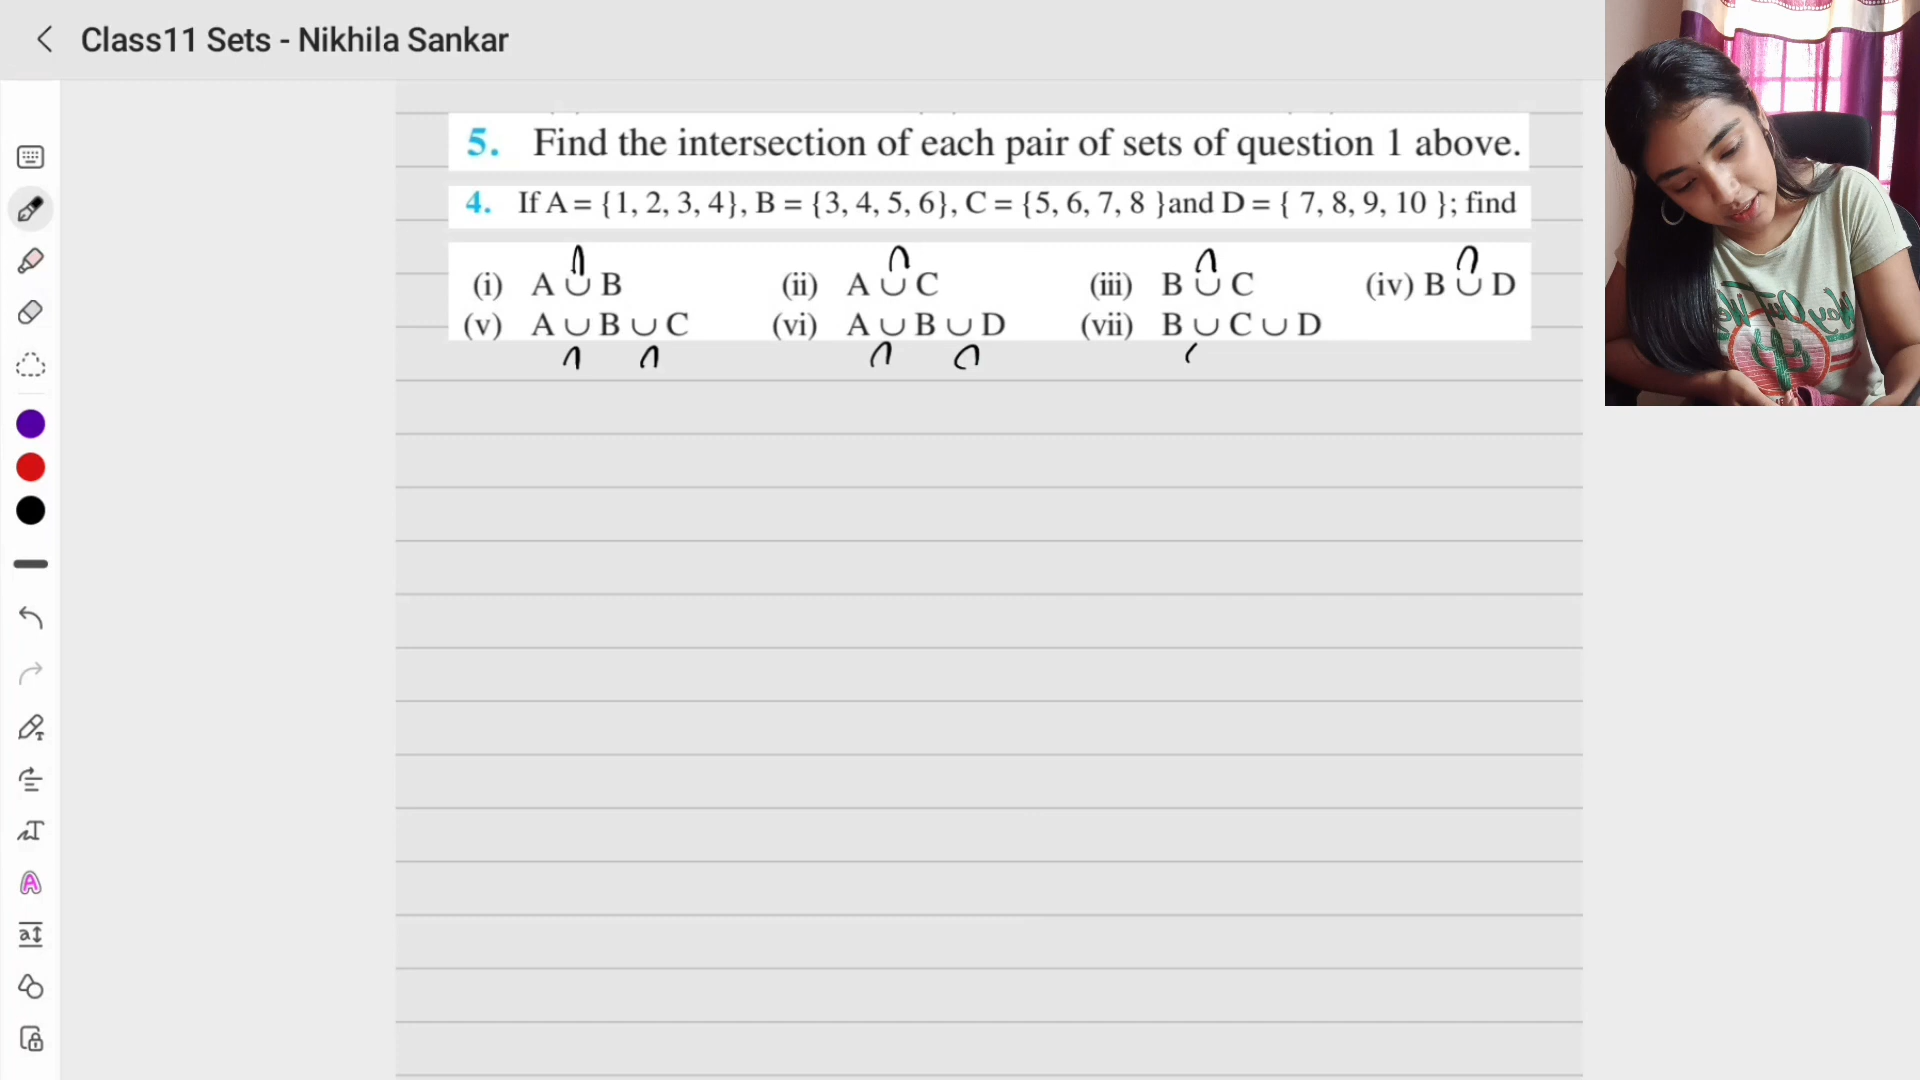 Class11 Sets - Nikhila Sankar
5. Find the intersection of each pair of sets of question 1 above.
4. If A = {1, 2, 3, 4}, B = {3, 4, 5, 6}, C = {5, 6, 7, 8 }and D = { 7, 8, 9, 10 }; find
∩ ∩ ∩ ∩
(i) A ∪ B (ii) A ∪ C (iii) B ∪ C (iv) B ∪ D
(v) A ∪ B ∪ C (vi) A ∪ B ∪ D (vii) B ∪ C ∪ D
∩ ∩ ∩ ∩